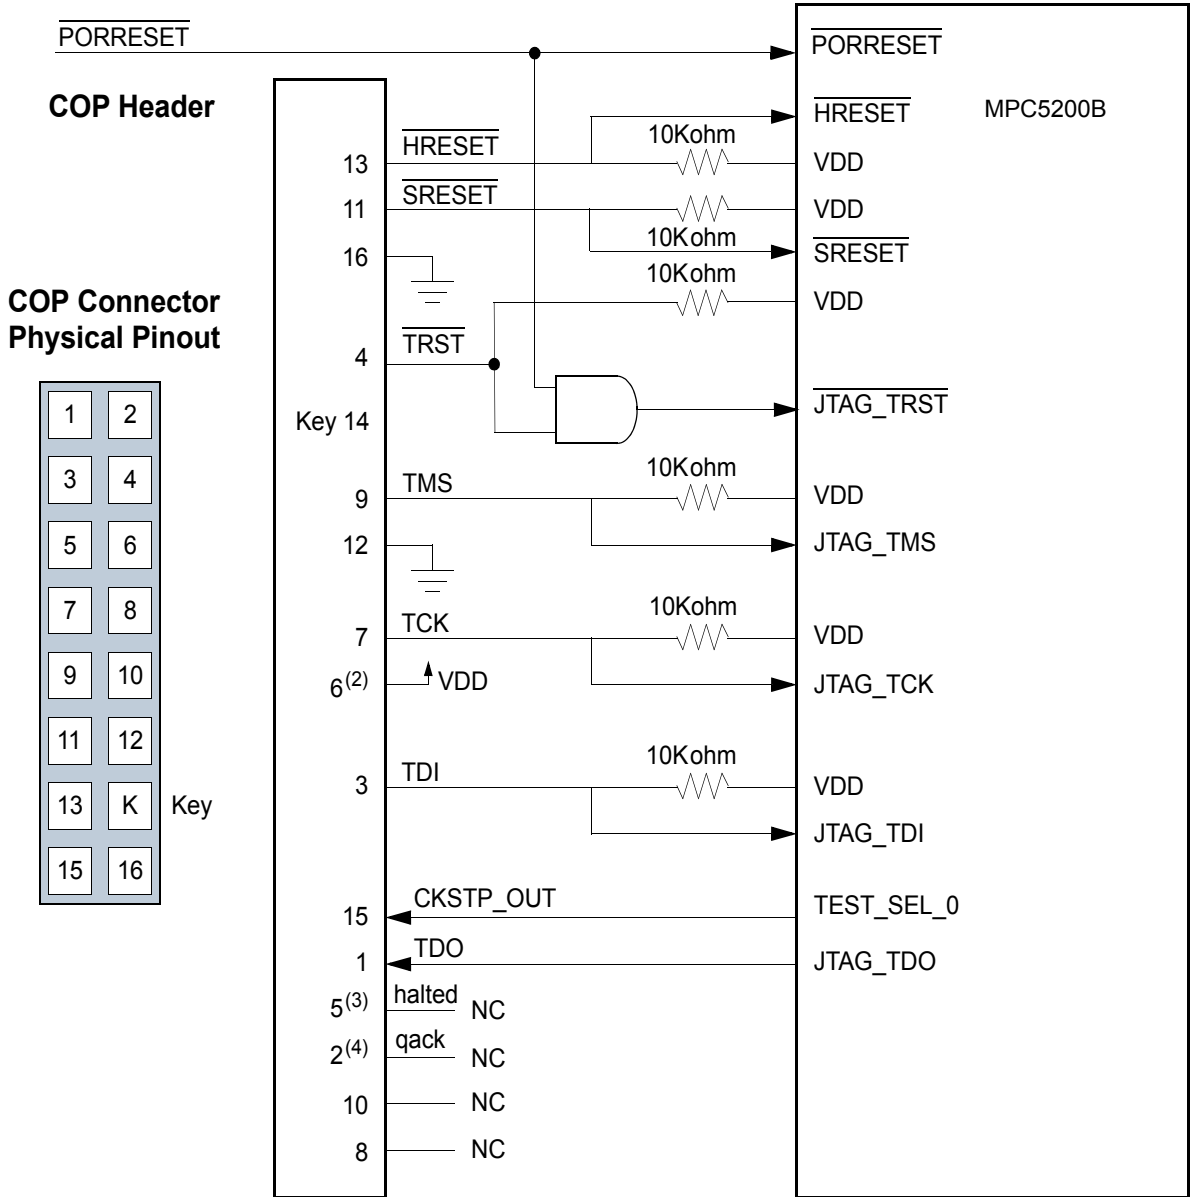 PORRESET
PORRESET
COP Header
HRESET
MPC5200B
10Kohm
13
HRESET
VDD
11
SRESET
VDD
10Kohm
16
SRESET
10Kohm
COP Connector
Physical Pinout
VDD
4
TRST
JTAG_TRST
Key 14
1 2
3 4
5 6
7 8
9 10
11 12
13 K Key
15 16
10Kohm
9
TMS
VDD
12
JTAG_TMS
10Kohm
7
TCK
VDD
6(2)
VDD
JTAG_TCK
10Kohm
3
TDI
VDD
JTAG_TDI
15
CKSTP_OUT
TEST_SEL_0
1
TDO
JTAG_TDO
5(3)
halted
NC
2(4)
qack
NC
10
NC
8
NC